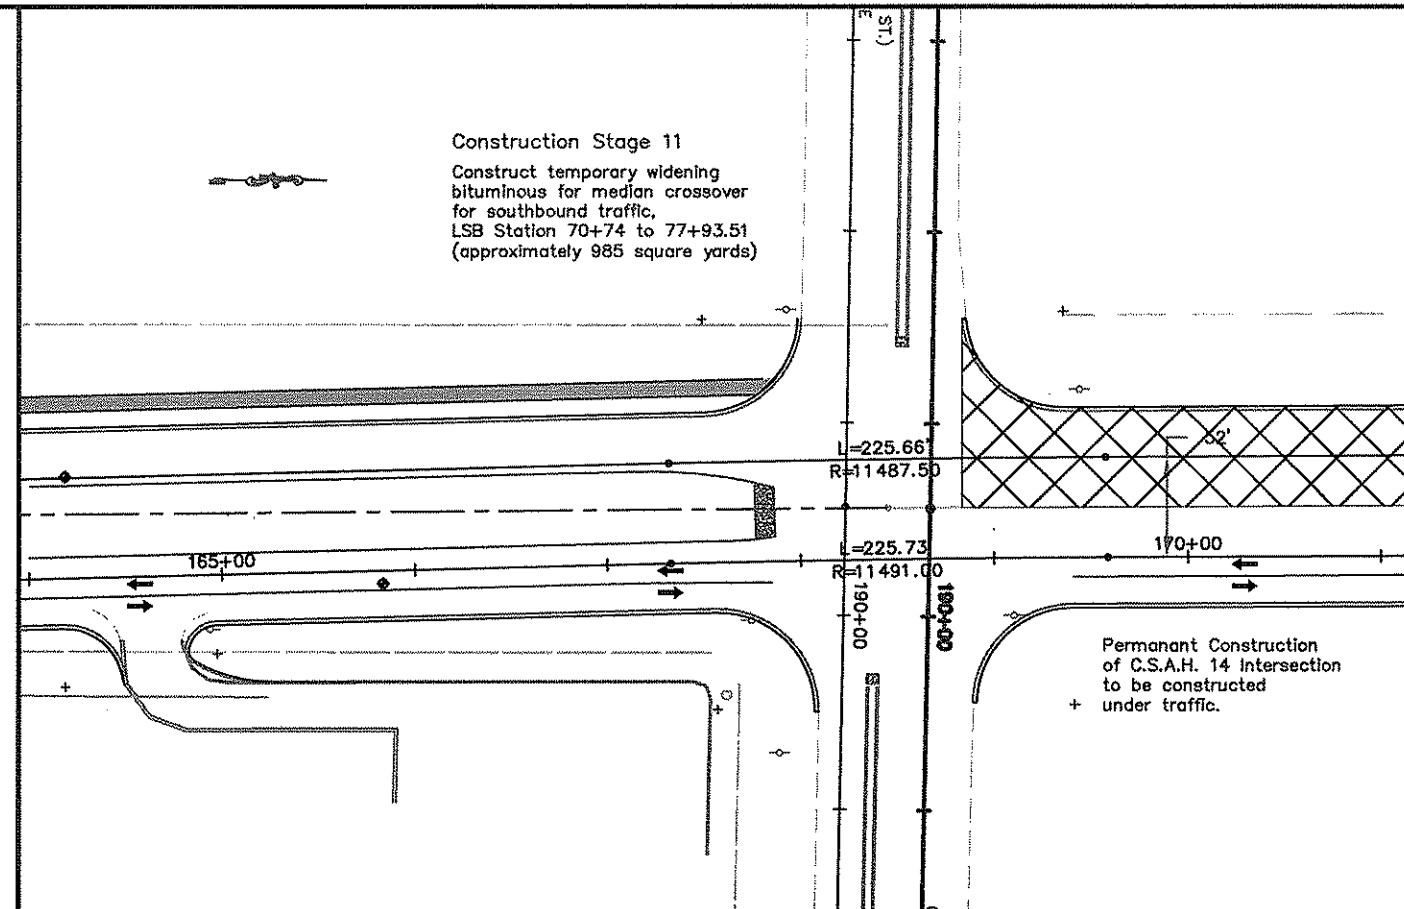 ST.)
E
Construction Stage 11
Construct temporary widening
bituminous for median crossover
for southbound traffic,
LSB Station 70+74 to 77+93.51
(approximately 985 square yards)
L=225.66'
R=11487.50
52'
L=225.73
R=11491.00
165+00
170+00
190+00
190+00
Permanant Construction
of C.S.A.H. 14 Intersection
to be constructed
under traffic.